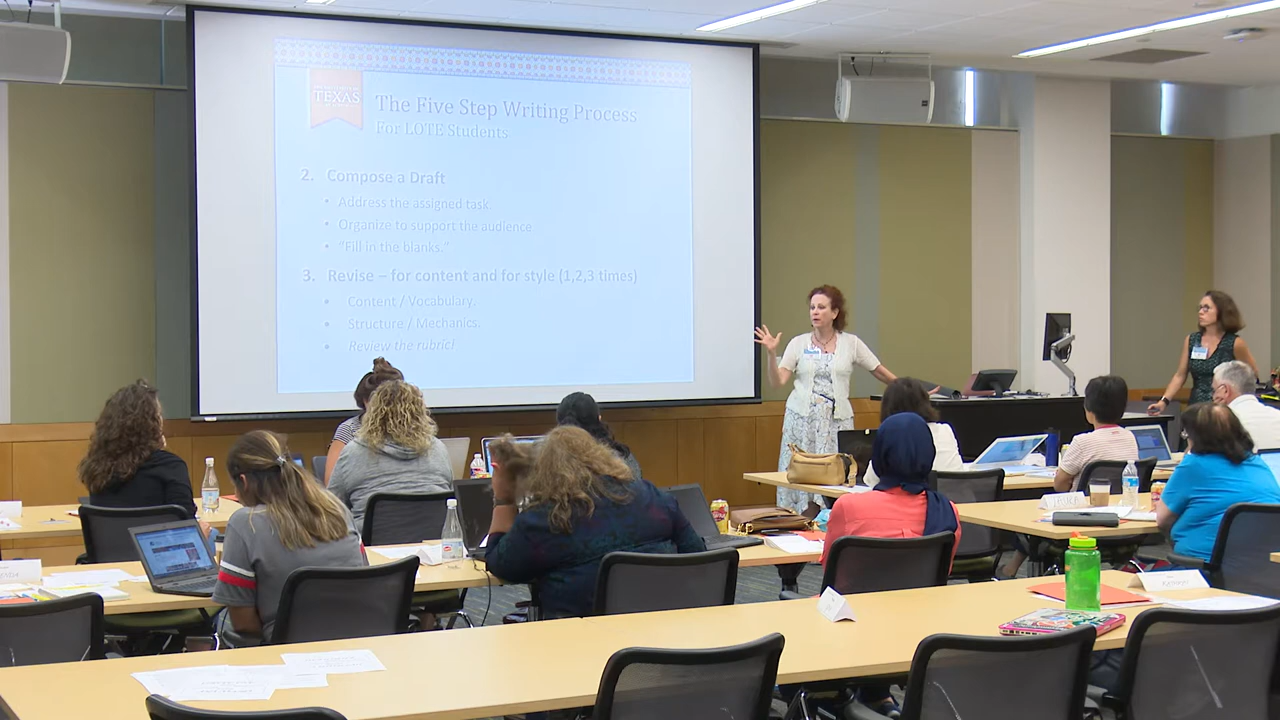 TEXAS
The Five Step Writing Process
For LOTE Students
2. Compose a Draft
• Address the assigned task.
• Organize to support the audience
• “Fill in the blanks.”
3. Revise – for content and for style (1,2,3 times)
• Content / Vocabulary.
• Structure / Mechanics.
• Review the rubric!